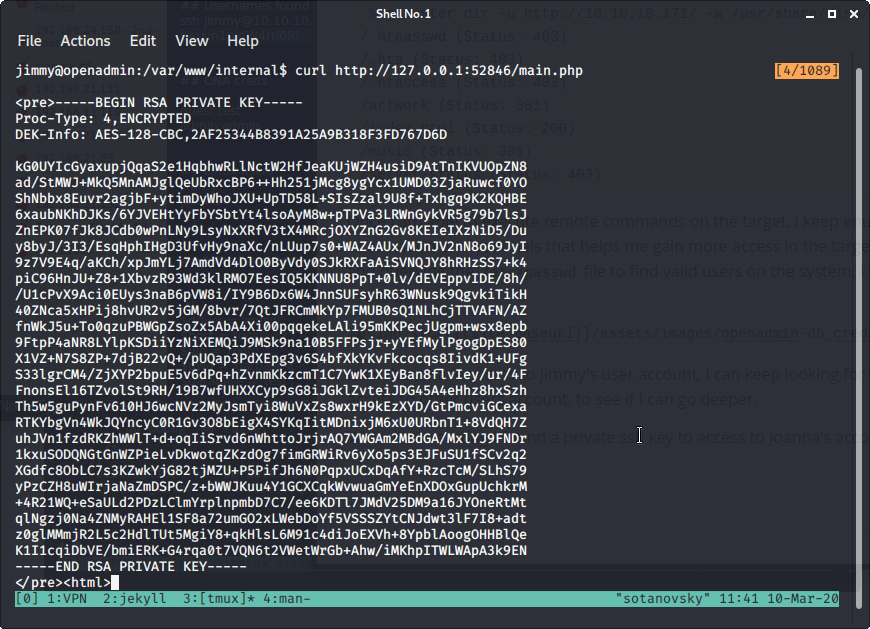 Shell No.1
File Actions Edit View Help
jimmy@openadmin:/var/www/internal$ curl http://127.0.0.1:52846/main.php
[4/1089]
<pre>-----BEGIN RSA PRIVATE KEY-----
Proc-Type: 4,ENCRYPTED
DEK-Info: AES-128-CBC,2AF25344B8391A25A9B318F3FD767D6D
kG0UYIcGyaxupjQqaS2e1HqbhwRLlNctW2HfJeaKUjWZH4usiD9AtTnIKVUOpZN8
ad/StMWJ+MkQ5MnAMJglQeUbRxcBP6++Hh251jMcg8ygYcx1UMD03ZjaRuwcf0YO
ShNbbx8Euvr2agjbF+ytimDyWhoJXU+UpTD58L+SIsZzal9U8f+Txhgq9K2KQHBE
6xaubNKhDJKs/6YJVEHtYyFbYSbtYt4lsoAyM8w+pTPVa3LRWnGykVR5g79b7lsJ
ZnEPK07fJk8JCdb0wPnLNy9LsyNxXRfV3tX4MRcjOXYZnG2Gv8KEIeIXzNiD5/Du
y8byJ/3I3/EsqHphIHgD3UfvHy9naXc/nLUup7s0+WAZ4AUx/MJnJV2nN8o69JyI
9z7V9E4q/aKCh/xpJmYLj7AmdVd4DlO0ByVdy0SJkRXFaAiSVNQJY8hRHzSS7+k4
piC96HnJU+Z8+1XbvzR93Wd3klRMO7EesIQ5KKNNU8PpT+0lv/dEVEppvIDE/8h/
/U1cPvX9Aci0EUys3naB6pVW8i/IY9B6Dx6W4JnnSUFsyhR63WNusk9QgvkiTikH
40ZNca5xHPij8hvUR2v5jGM/8bvr/7QtJFRCmMkYp7FMUB0sQ1NLhCjTTVAFN/AZ
fnWkJ5u+To0qzuPBWGpZsoZx5AbA4Xi00pqqekeLAli95mKKPecjUgpm+wsx8epb
9FtpP4aNR8LYlpKSDiiYzNiXEMQiJ9MSk9na10B5FFPsjr+yYEfMylPgogDpES80
X1VZ+N7S8ZP+7djB22vQ+/pUQap3PdXEpg3v6S4bfXkYKvFkcocqs8IivdK1+UFg
S33lgrCM4/ZjXYP2bpuE5v6dPq+hZvnmKkzcmT1C7YwK1XEyBan8flvIey/ur/4F
FnonsEl16TZvolSt9RH/19B7wfUHXXCyp9sG8iJGklZvteiJDG45A4eHhz8hxSzh
Th5w5guPynFv610HJ6wcNVz2MyJsmTyi8WuVxZs8wxrH9kEzXYD/GtPmcviGCexa
RTKYbgVn4WkJQYncyC0R1Gv3O8bEigX4SYKqIitMDnixjM6xU0URbnT1+8VdQH7Z
uhJVn1fzdRKZhWWlT+d+oqIiSrvd6nWhttoJrjrAQ7YWGAm2MBdGA/MxlYJ9FNDr
1kxuSODQNGtGnWZPieLvDkwotqZKzdOg7fimGRWiRv6yXo5ps3EJFuSU1fSCv2q2
XGdfc8ObLC7s3KZwkYjG82tjMZU+P5PifJh6N0PqpxUCxDqAfY+RzcTcM/SLhS79
yPzCZH8uWIrjaNaZmDSPC/z+bWWJKuu4Y1GCXCqkWvwuaGmYeEnXDOxGupUchkrM
+4R21WQ+eSaULd2PDzLClmYrplnpmbD7C7/ee6KDTl7JMdV25DM9a16JYOneRtMt
qlNgzj0Na4ZNMyRAHEl1SF8a72umGO2xLWebDoYf5VSSSZYtCNJdwt3lF7I8+adt
z0glMMmjR2L5c2HdlTUt5MgiY8+qkHlsL6M91c4diJoEXVh+8YpblAoogOHHBlQe
K1I1cqiDbVE/bmiERK+G4rqa0t7VQN6t2VWetWrGb+Ahw/iMKhpITWLWApA3k9EN
-----END RSA PRIVATE KEY-----
</pre><html>
[0] 1:VPN 2:jekyll 3:[tmux]* 4:man- "sotanovsky" 11:41 10-Mar-20